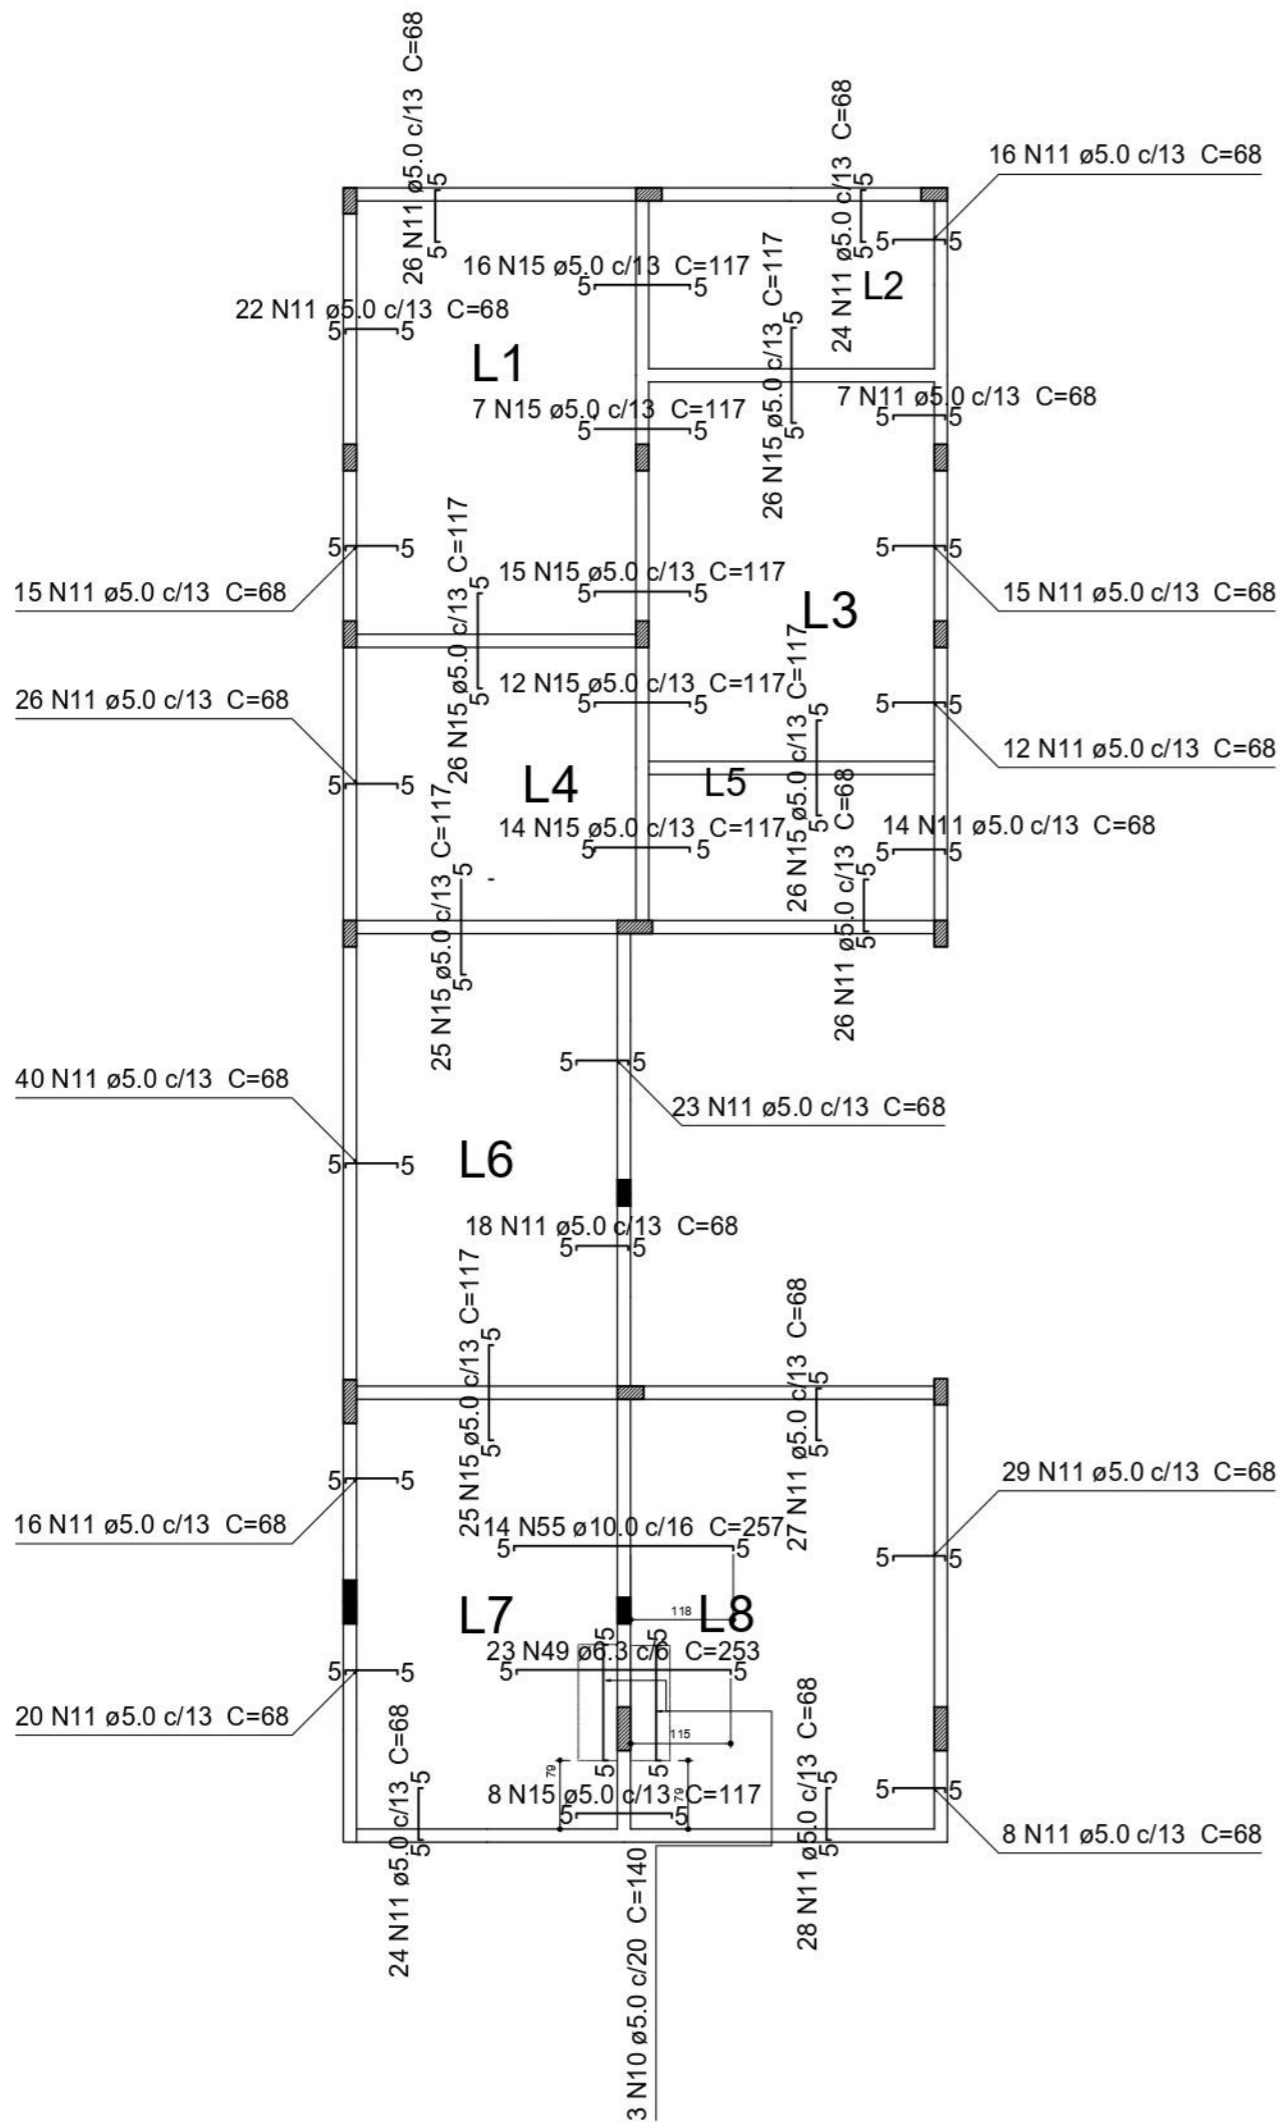 26 N11 ø5.0 c/13 C=68
5
5
24 N11 ø5.0 c/13 C=68
5
5
16 N11 ø5.0 c/13 C=68
5
5
16 N15 ø5.0 c/13 C=117
5
5
L2
22 N11 ø5.0 c/13 C=68
5
5
26 N15 ø5.0 c/13 C=117
5
5
L1
7 N15 ø5.0 c/13 C=117
5
5
7 N11 ø5.0 c/13 C=68
5
5
15 N11 ø5.0 c/13 C=68
5
5
26 N15 ø5.0 c/13 C=117
5
5
15 N15 ø5.0 c/13 C=117
5
5
L3
15 N11 ø5.0 c/13 C=68
5
5
26 N11 ø5.0 c/13 C=68
5
5
12 N15 ø5.0 c/13 C=117
5
5
26 N15 ø5.0 c/13 C=117
5
5
12 N11 ø5.0 c/13 C=68
5
5
L4
L5
14 N15 ø5.0 c/13 C=117
5
5
14 N11 ø5.0 c/13 C=68
5
5
25 N15 ø5.0 c/13 C=117
5
5
26 N11 ø5.0 c/13 C=68
5
5
40 N11 ø5.0 c/13 C=68
5
5
23 N11 ø5.0 c/13 C=68
5
5
L6
18 N11 ø5.0 c/13 C=68
5
5
25 N15 ø5.0 c/13 C=117
5
5
27 N11 ø5.0 c/13 C=68
5
5
16 N11 ø5.0 c/13 C=68
5
5
14 N55 ø10.0 c/16 C=257
5
5
29 N11 ø5.0 c/13 C=68
5
5
118
L7
L8
23 N49 ø6.3 c/6 C=253
5
5
5
5
5
5
115
20 N11 ø5.0 c/13 C=68
5
5
79
79
8 N15 ø5.0 c/13 C=117
5
5
24 N11 ø5.0 c/13 C=68
5
5
28 N11 ø5.0 c/13 C=68
5
5
8 N11 ø5.0 c/13 C=68
5
5
3 N10 ø5.0 c/20 C=140